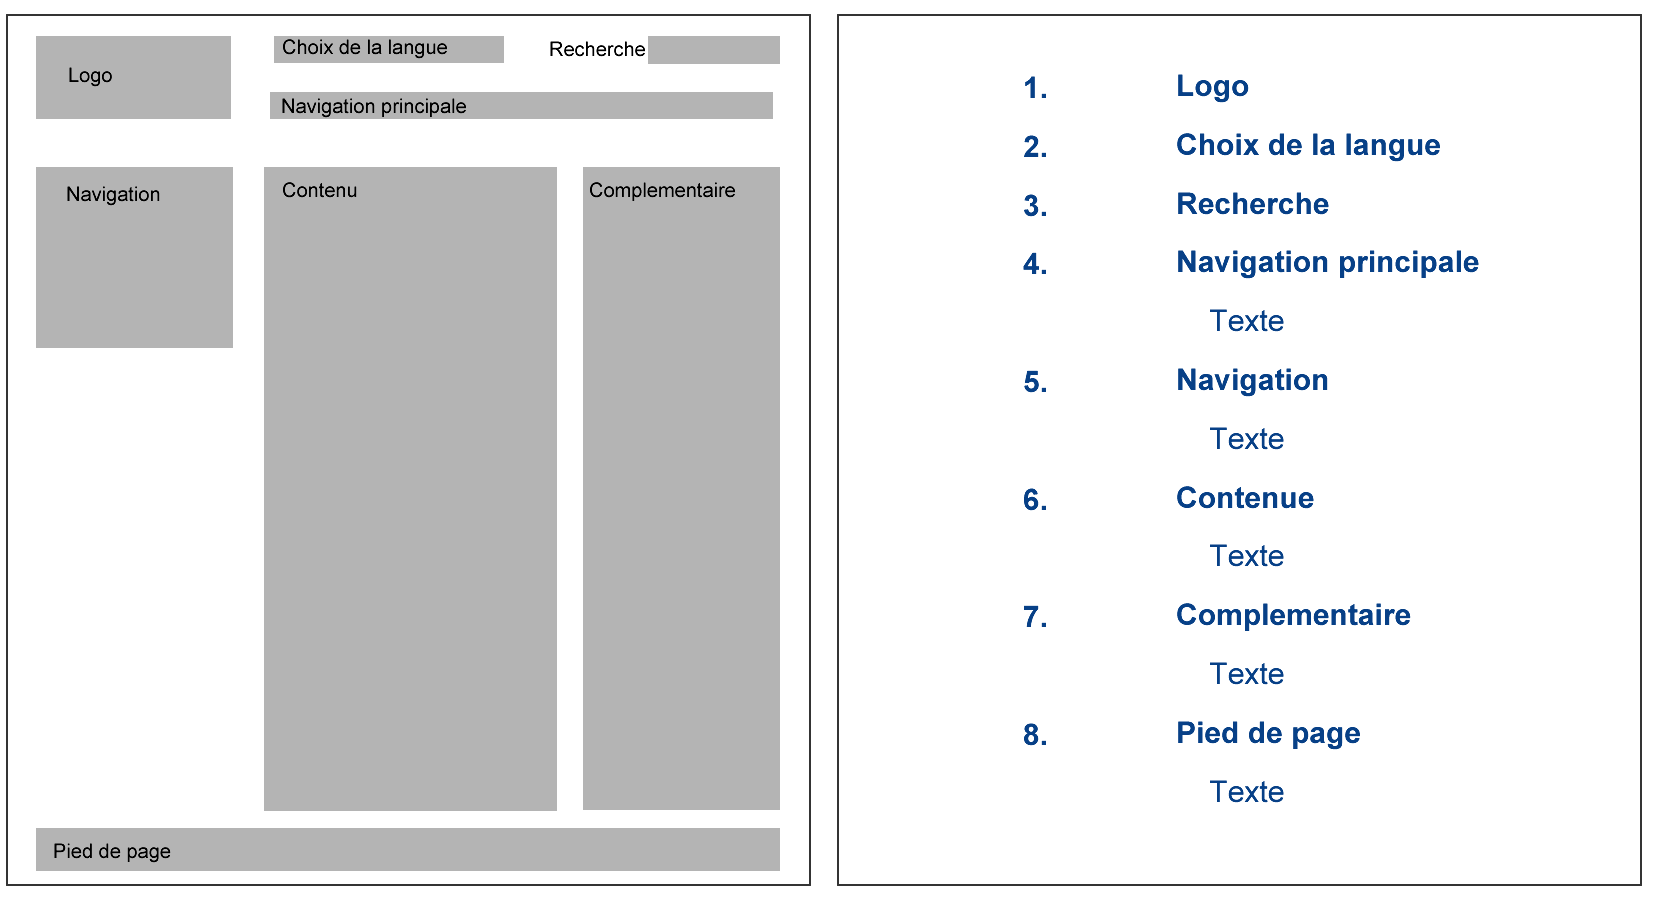 Logo
Choix de la langue
Recherche
Navigation principale
Navigation
Contenu
Complementaire
Pied de page
1. Logo
2. Choix de la langue
3. Recherche
4. Navigation principale
Texte
5. Navigation
Texte
6. Contenue
Texte
7. Complementaire
Texte
8. Pied de page
Texte